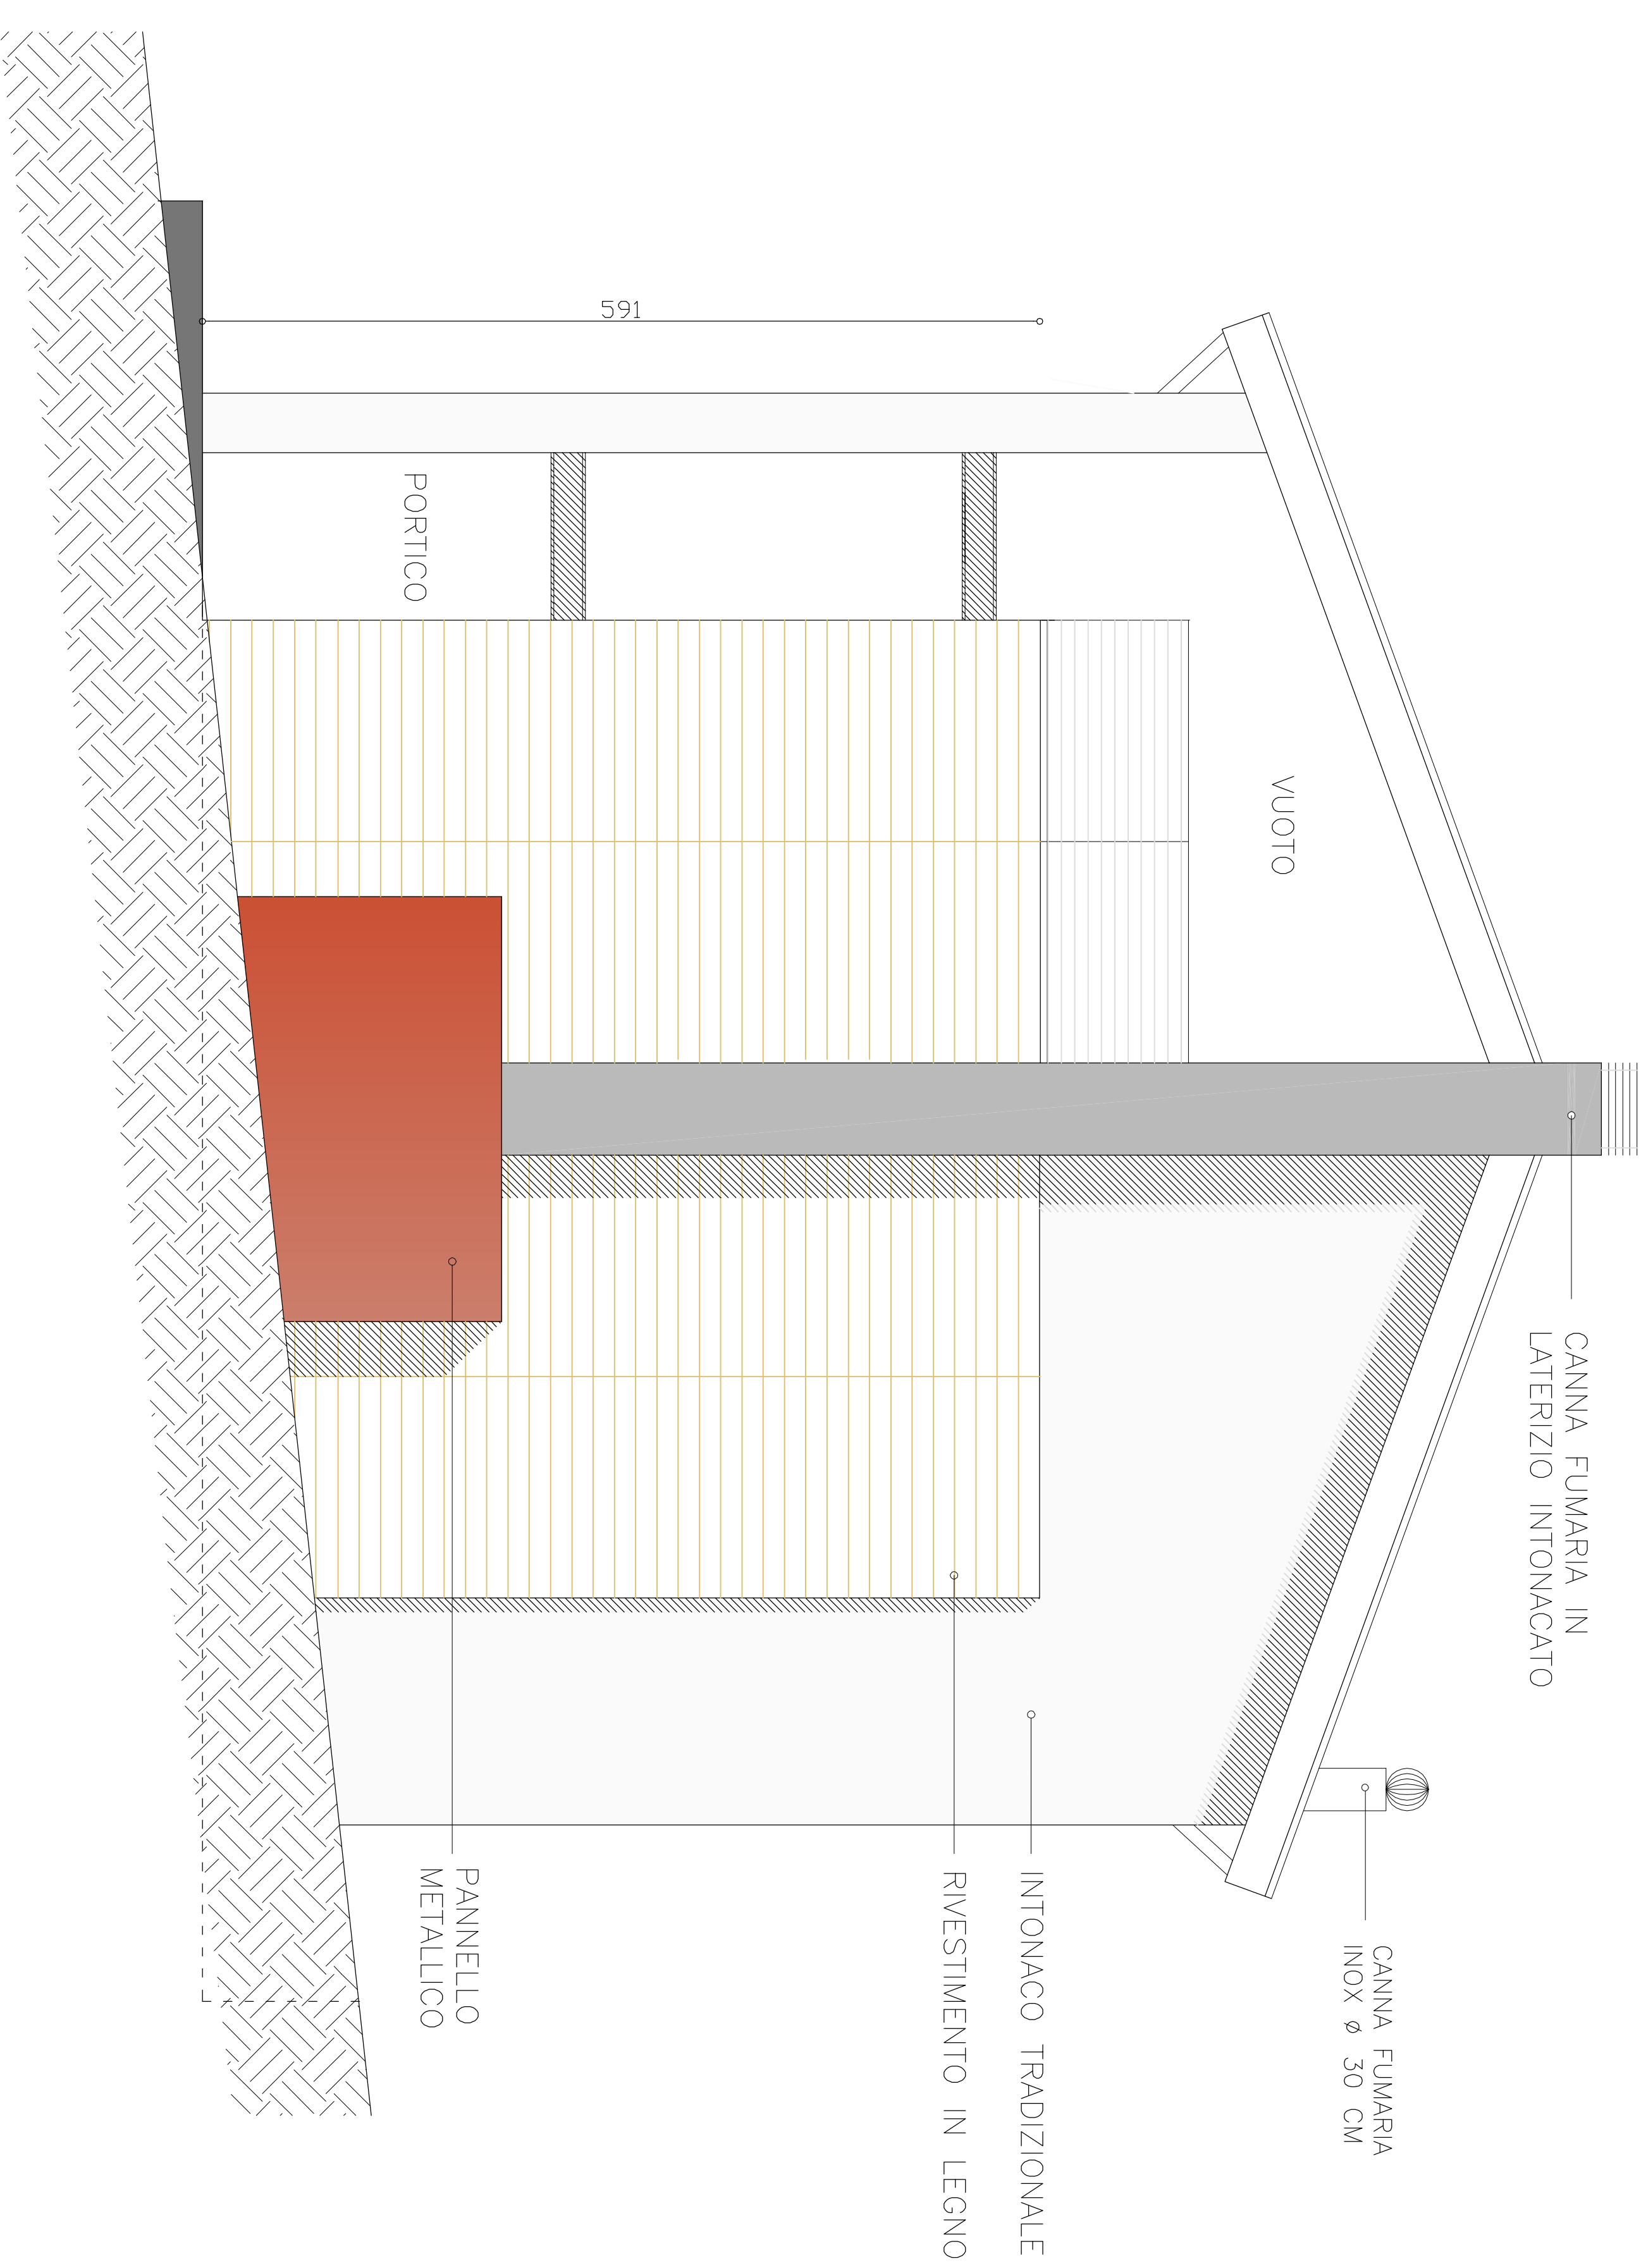 CANNA FUMARIA IN
LATERIZIO INTONACATO
CANNA FUMARIA
INOX Ø 30 CM
VUOTO
INTONACO TRADIZIONALE
RIVESTIMENTO IN LEGNO
591
PORTICO
PANNELLO
METALLICO